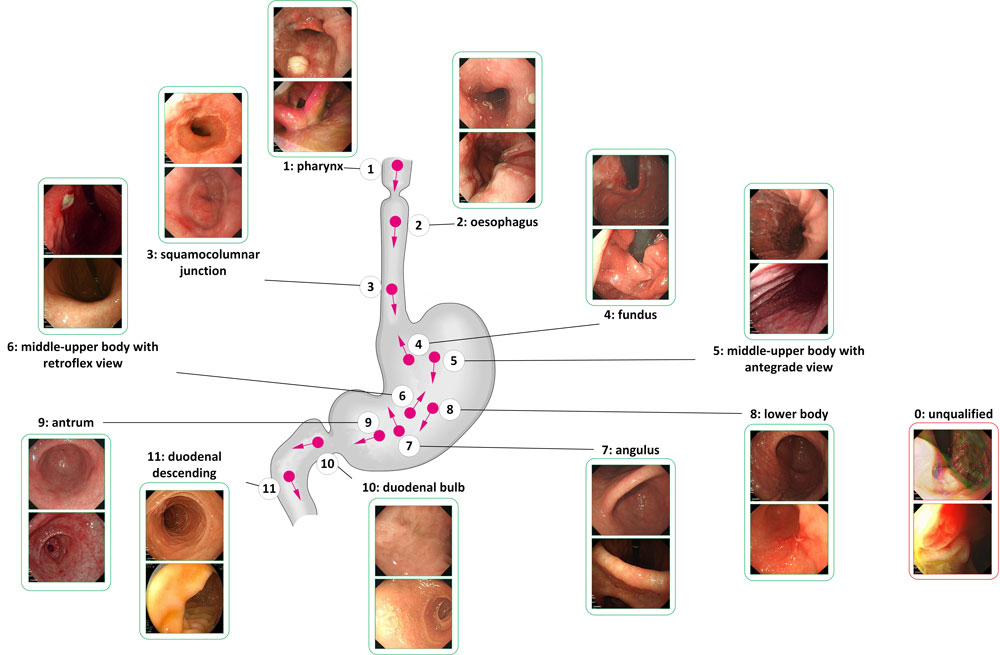 1: pharynx
2: oesophagus
3: squamocolumnar
junction
4: fundus
5: middle-upper body with
antegrade view
6: middle-upper body with
retroflex view
7: angulus
8: lower body
0: unqualified
9: antrum
11: duodenal
descending
10: duodenal bulb
1
2
3
4
5
6
8
9
7
10
11